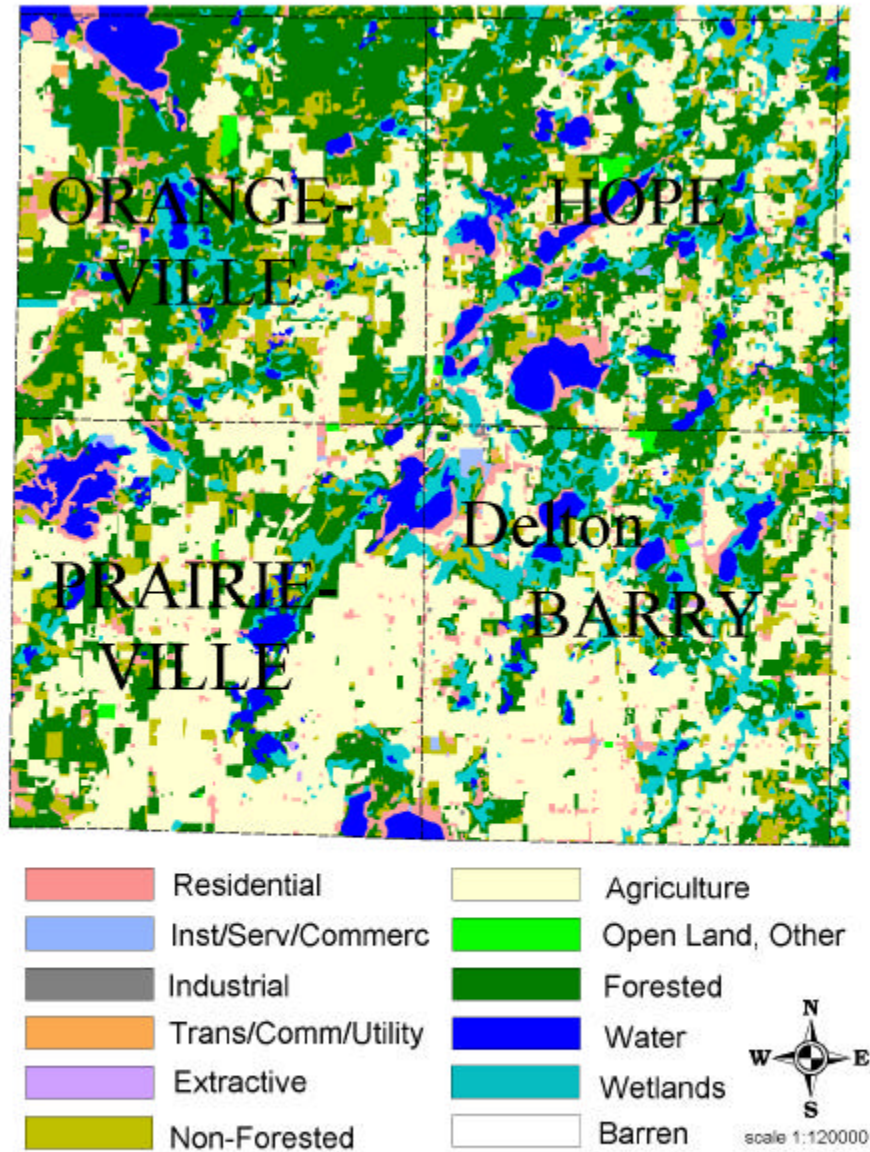 ORANGE-
VILLE
HOPE
Delton
PRAIRIE-
VILLE
BARRY
Residential
Inst/Serv/Commerc
Industrial
Trans/Comm/Utility
Extractive
Non-Forested
Agriculture
Open Land, Other
Forested
Water
Wetlands
Barren
N
W E
S
scale 1:120000